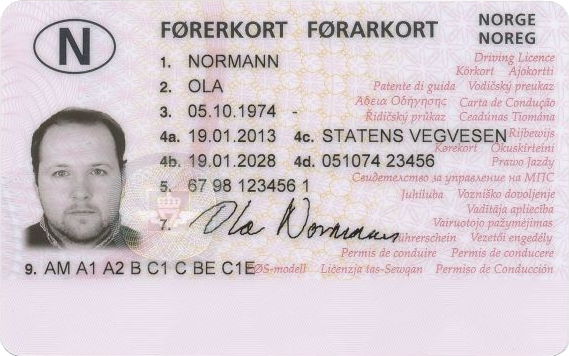 N FØRERKORT FØRARKORT NORGE
NOREG
1. NORMANN
Driving Licence
Körkort Ajokortti
2. OLA
Patente di guida Vodičský preukaz
3. 05.10.1974 -
Άδεια Οδήγησης Carta de Condução
Řidičský průkaz Ceadúnas Tiomána
4a. 19.01.2013 4c. STATENS VEGVESEN
Rijbewijs
Kørekort Ökuskírteini
4b. 19.01.2028 4d. 051074 23456
Prawo Jazdy
Свидетелство за управление на МПС
5. 67 98 123456 1
Juhiluba Vozniško dovoljenje
Vadītāja apliecība
Vairuotojo pažymėjimas
7. Ola Normann
Führerschein Vezetői engedély
Permis de conduire Permis de conducere
9. AM A1 A2 B C1 C BE C1E
EØS-modell Liċenzja tas-Sewqan Permiso de Conducción